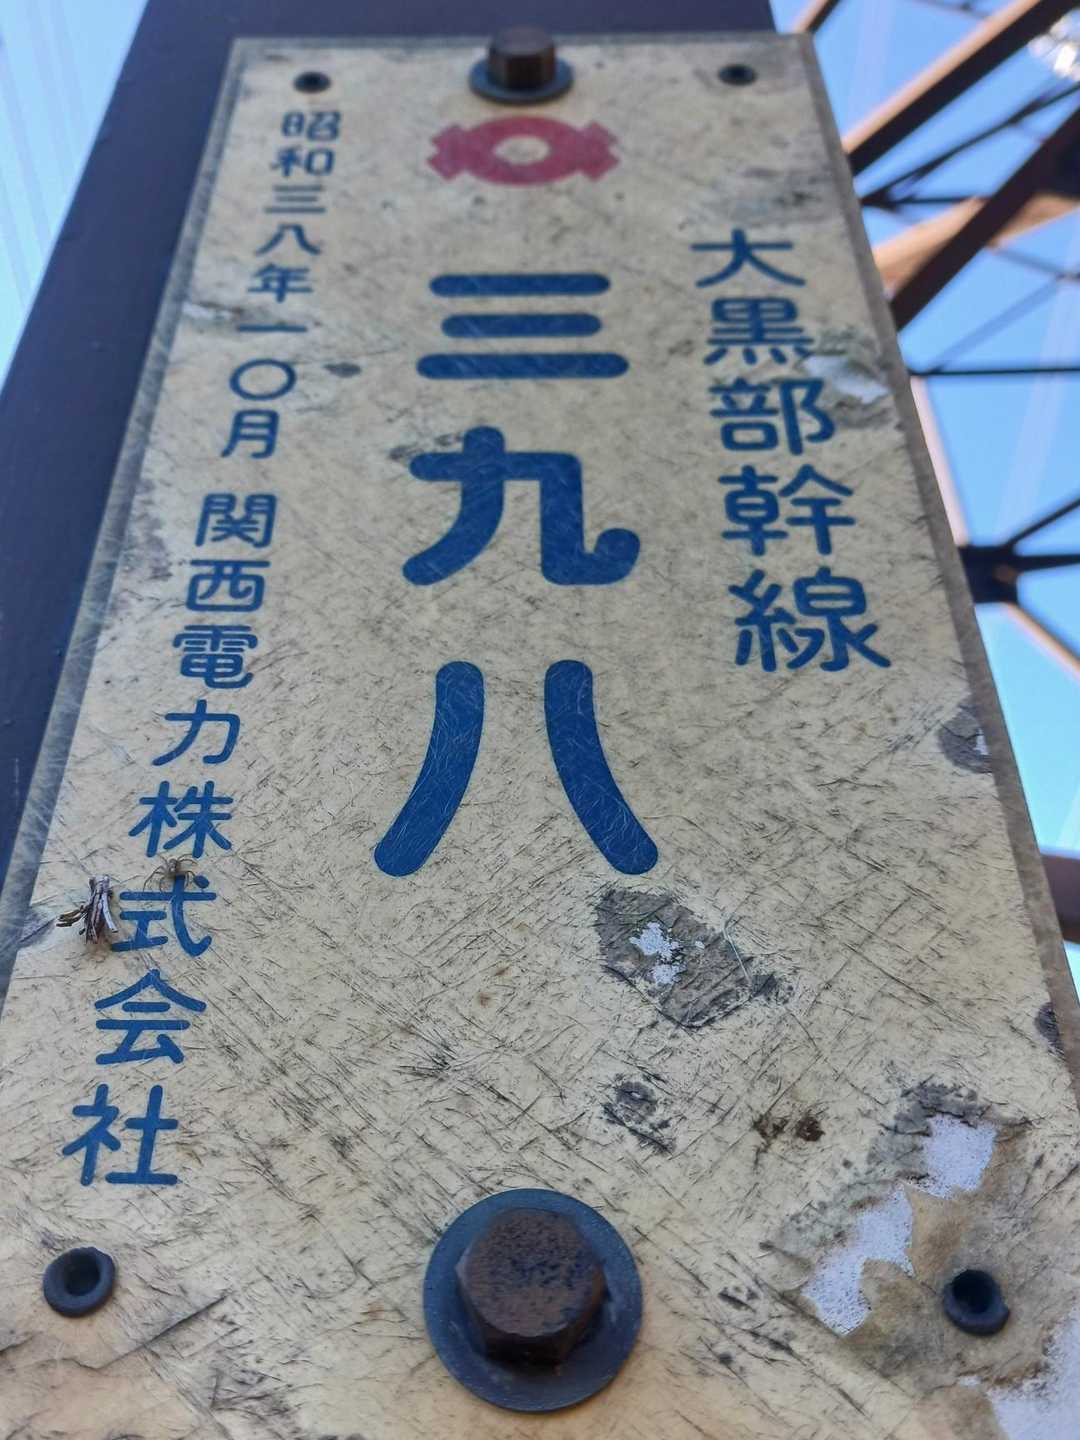 大黒部幹線
三九八
昭和三八年一〇月 関西電力株式会社